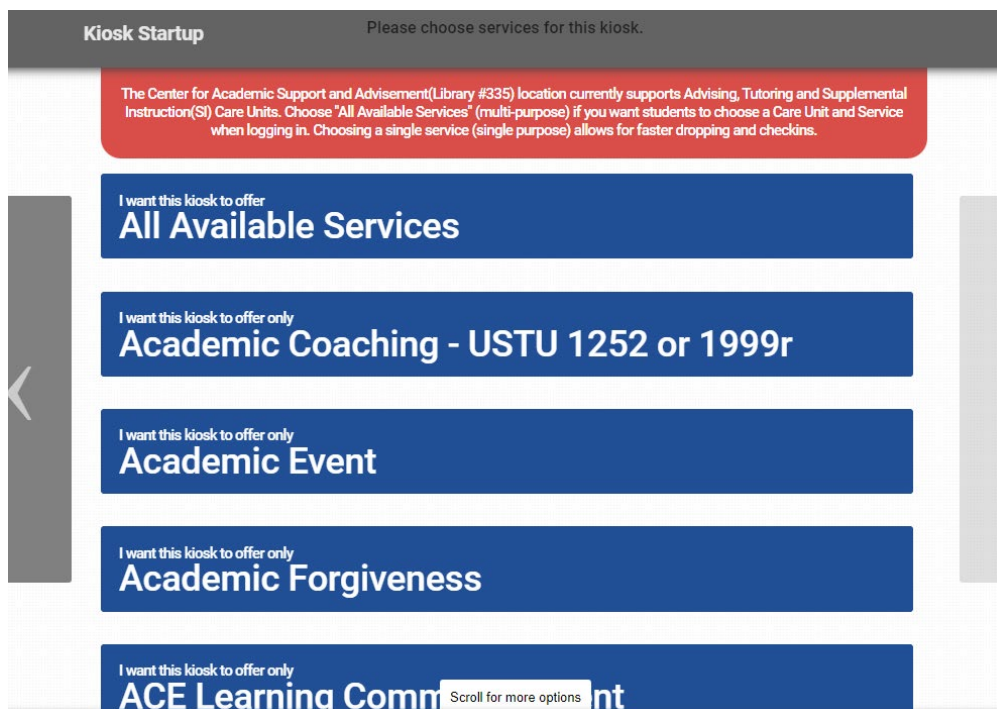 Kiosk Startup
Please choose services for this kiosk.
The Center for Academic Support and Advisement(Library #335) location currently supports Advising, Tutoring and Supplemental
Instruction(SI) Care Units. Choose "All Available Services" (multi-purpose) if you want students to choose a Care Unit and Service
when logging in. Choosing a single service (single purpose) allows for faster dropping and checkins.
I want this kiosk to offer
All Available Services
I want this kiosk to offer only
Academic Coaching - USTU 1252 or 1999r
I want this kiosk to offer only
Academic Event
I want this kiosk to offer only
Academic Forgiveness
I want this kiosk to offer only
ACE Learning
Scroll for more options